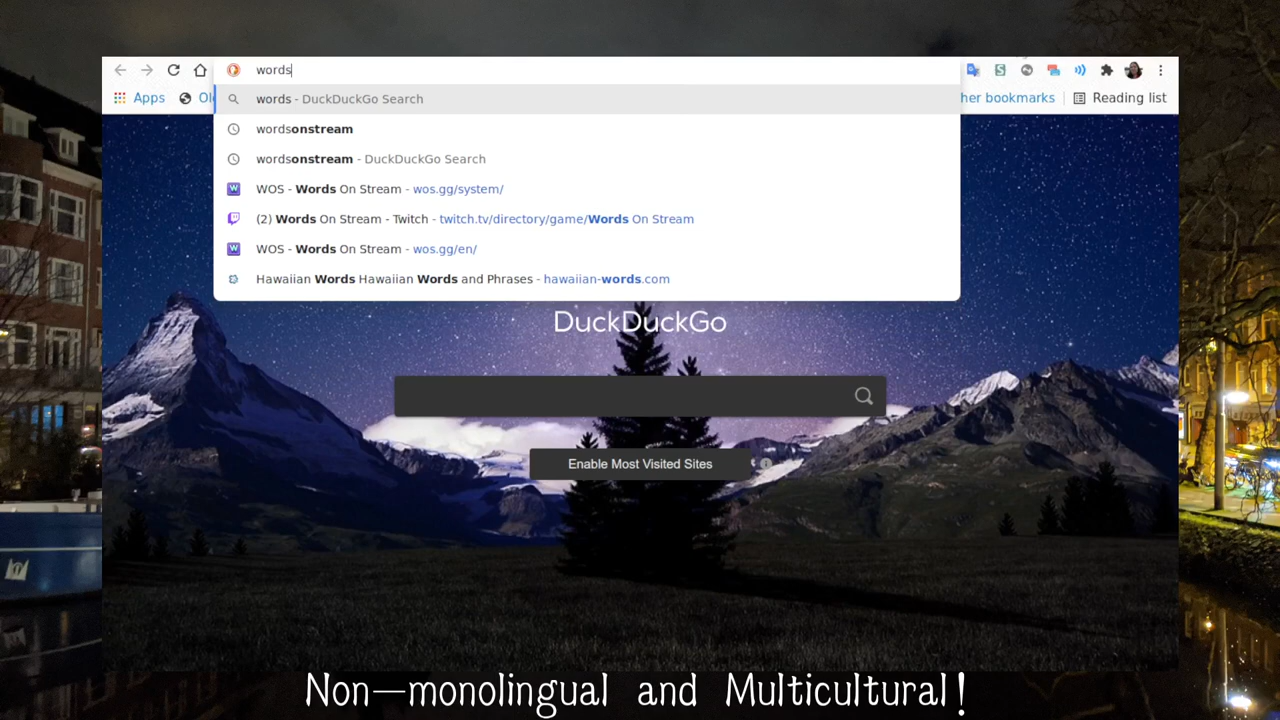 words
Apps
Ol
her bookmarks
Reading list
words - DuckDuckGo Search
wordsonstream
wordsonstream - DuckDuckGo Search
WOS - Words On Stream - wos.gg/system/
(2) Words On Stream - Twitch - twitch.tv/directory/game/Words On Stream
WOS - Words On Stream - wos.gg/en/
Hawaiian Words Hawaiian Words and Phrases - hawaiian-words.com
DuckDuckGo
Enable Most Visited Sites
Non-monolingual and Multicultural!